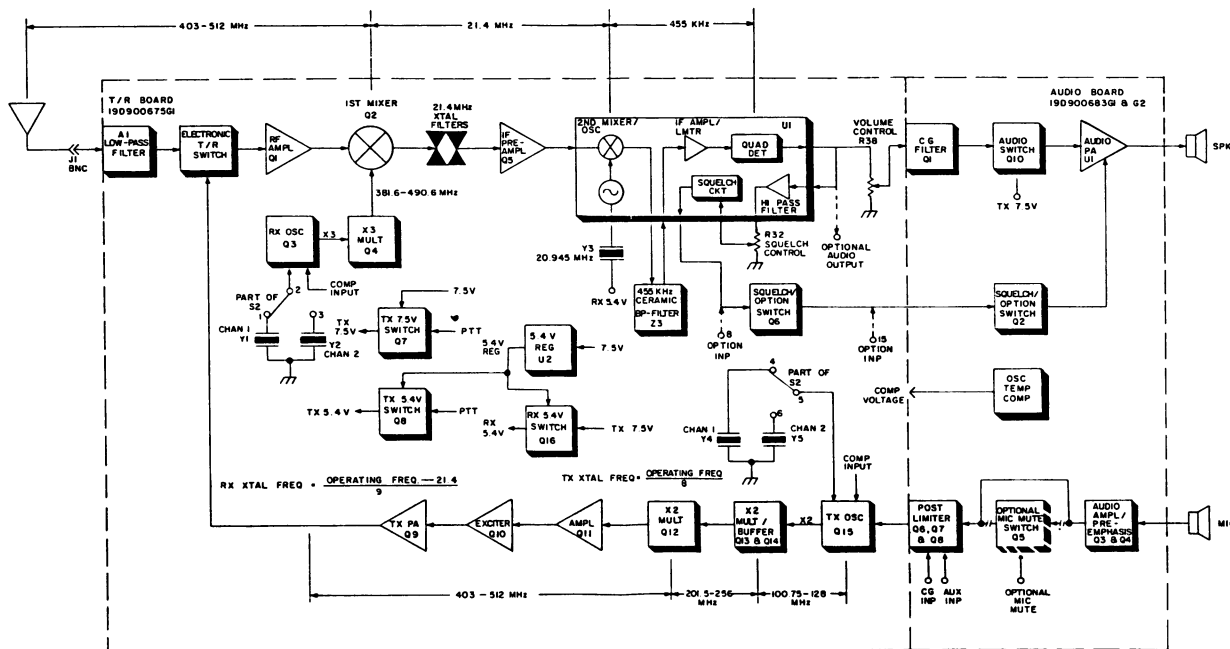 403-512 MHz
21.4 MHz
455 KHz
T/R BOARD
19D900675G1
AUDIO BOARD
19D900683G1 & G2
J1
BNC
A1
LOW-PASS
FILTER
ELECTRONIC
T/R
SWITCH
RF
AMPL
Q1
1ST MIXER
Q2
21.4MHz
XTAL
FILTERS
IF
PRE-
AMPL
Q5
2ND MIXER/
OSC
IF AMPL/
LMTR
U1
QUAD
DET
SQUELCH
CKT
HI PASS
FILTER
VOLUME
CONTROL
R38
CG
FILTER
Q1
AUDIO
SWITCH
Q10
TX 7.5V
AUDIO
PA
U1
SPK
381.6-490.6 MHz
RX OSC
Q3
X3
X3
MULT
Q4
COMP
INPUT
PART OF
S2
1
2
3
CHAN 1
Y1
Y2
CHAN 2
Y3
20.945 MHz
RX 5.4V
455 KHz
CERAMIC
BP-FILTER
Z3
R32
SQUELCH
CONTROL
OPTIONAL
AUDIO
OUTPUT
8
OPTION
INP
SQUELCH/
OPTION
SWITCH
Q6
15
OPTION
INP
SQUELCH/
OPTION
SWITCH
Q2
7.5V
TX
7.5V
TX 7.5V
SWITCH
Q7
PTT
5.4V
REG
5.4V
REG
U2
7.5V
TX 5.4V
TX 5.4V
SWITCH
Q8
PTT
RX
5.4V
RX 5.4V
SWITCH
Q16
TX 7.5V
4
PART OF
S2
5
6
CHAN 1
Y4
CHAN 2
Y5
COMP
INPUT
COMP
VOLTAGE
OSC
TEMP
COMP
RX XTAL FREQ = OPERATING FREQ.-21.4
9
TX XTAL FREQ= OPERATING FREQ
8
TX PA
Q9
EXCITER
Q10
AMPL
Q11
X2
MULT
Q12
X2
MULT/
BUFFER
Q13 & Q14
X2
TX OSC
Q15
POST
LIMITER
Q6,Q7
& Q8
OPTIONAL
MIC MUTE
SWITCH
Q5
AUDIO
AMPL/
PRE-
EMPHASIS
Q3 & Q4
MIC
CG
INP
AUX
INP
OPTIONAL
MIC
MUTE
403-512 MHz
201.5-256
MHz
100.75-128
MHz